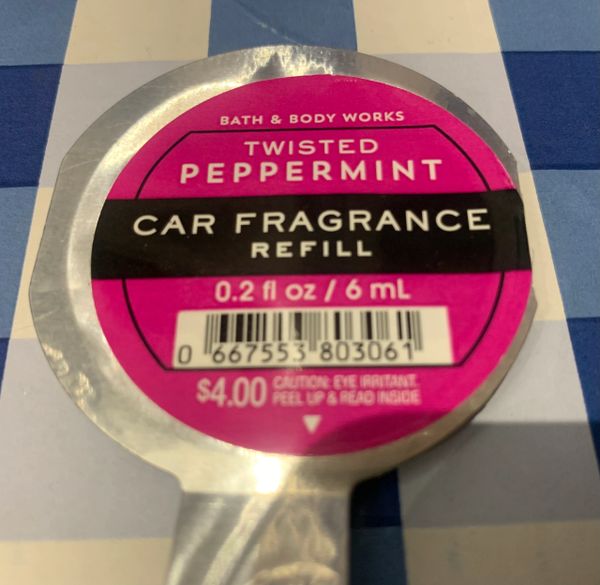 BATH & BODY WORKS
TWISTED
PEPPERMINT
CAR FRAGRANCE
REFILL
0.2 fl oz / 6 mL
0 667553 803061
$4.00 CAUTION: EYE IRRITANT.
PEEL UP & READ INSIDE